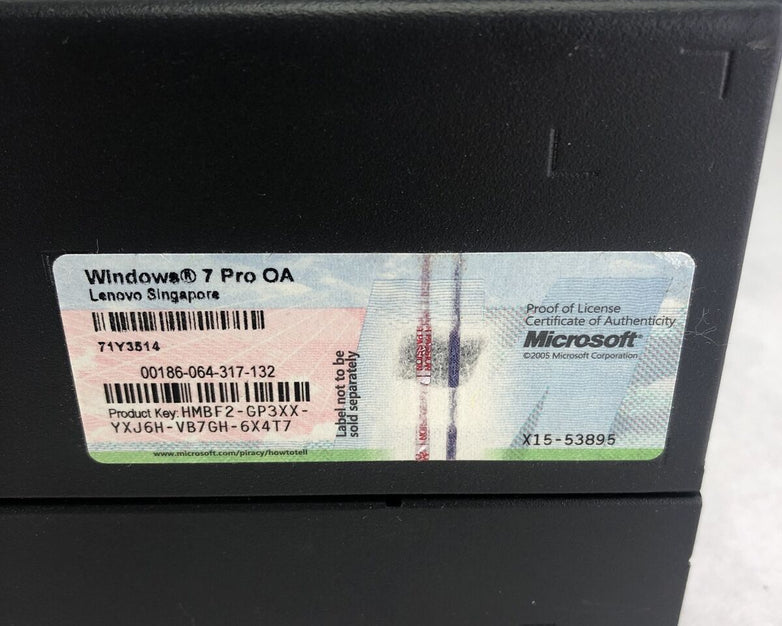 Windows® 7 Pro OA
Lenovo Singapore
71Y3514
00186-064-317-132
Product Key: HMBF2-GP3XX-
YXJ6H-VB7GH-6X4T7
www.microsoft.com/piracy/howtotell
Label not to be
sold separately
Proof of License
Certificate of Authenticity
Microsoft®
©2005 Microsoft Corporation
X15-53895